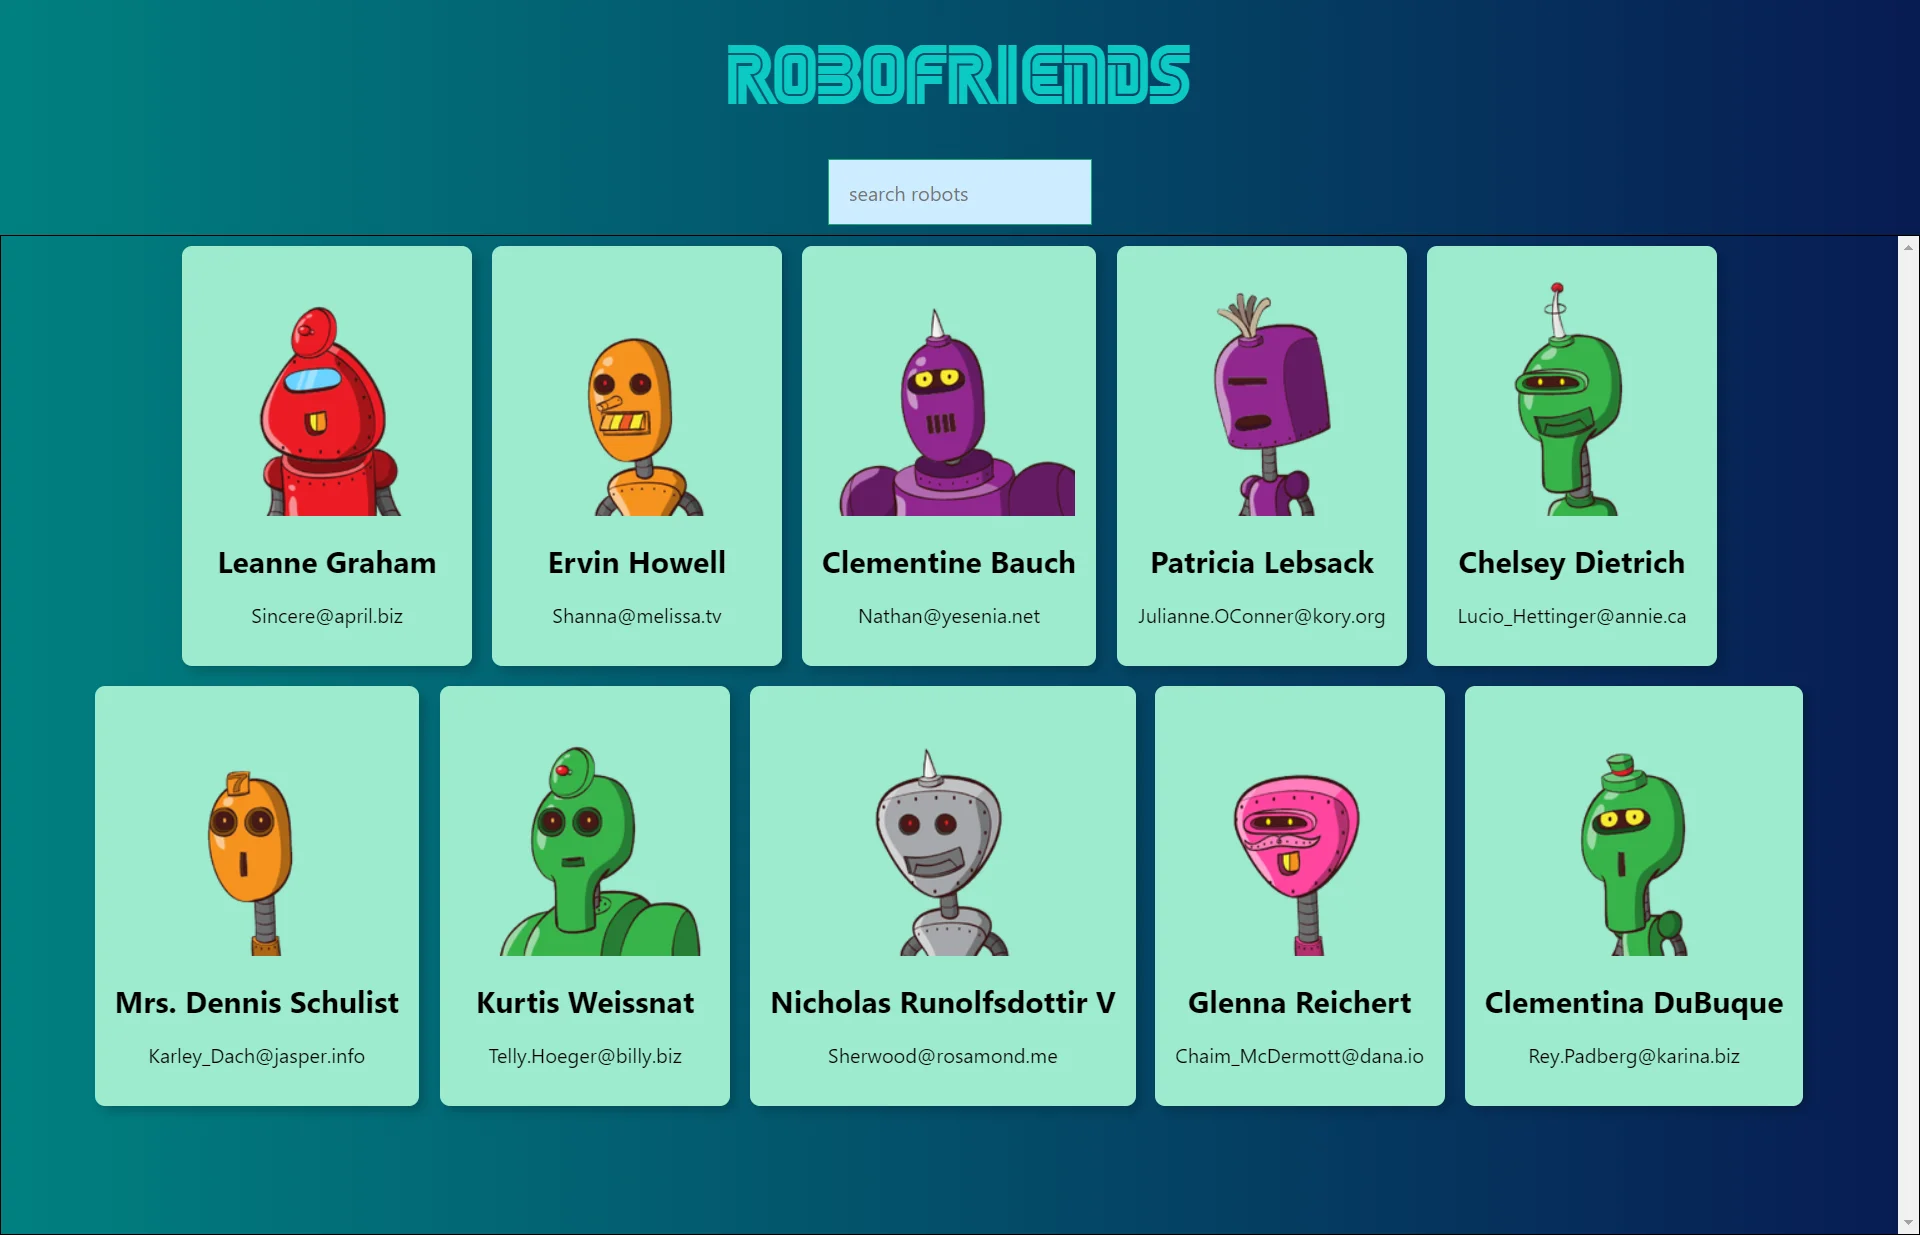 ROBOFRIENDS
search robots
Leanne Graham
Sincere@april.biz
Ervin Howell
Shanna@melissa.tv
Clementine Bauch
Nathan@yesenia.net
Patricia Lebsack
Julianne.OConner@kory.org
Chelsey Dietrich
Lucio_Hettinger@annie.ca
7
Mrs. Dennis Schulist
Karley_Dach@jasper.info
Kurtis Weissnat
Telly.Hoeger@billy.biz
Nicholas Runolfsdottir V
Sherwood@rosamond.me
Glenna Reichert
Chaim_McDermott@dana.io
Clementina DuBuque
Rey.Padberg@karina.biz